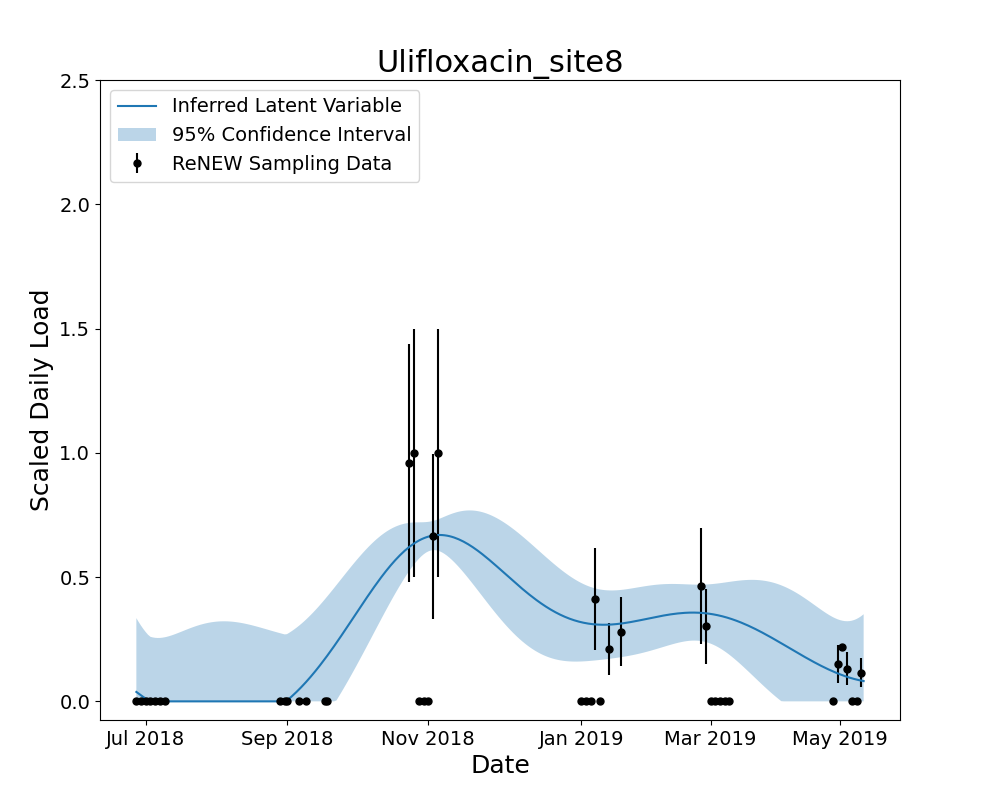 Ulifloxacin_site8
2.5
2.0
1.5
1.0
0.5
0.0
Scaled Daily Load
Inferred Latent Variable
95% Confidence Interval
ReNEW Sampling Data
Jul 2018
Sep 2018
Nov 2018
Jan 2019
Mar 2019
May 2019
Date